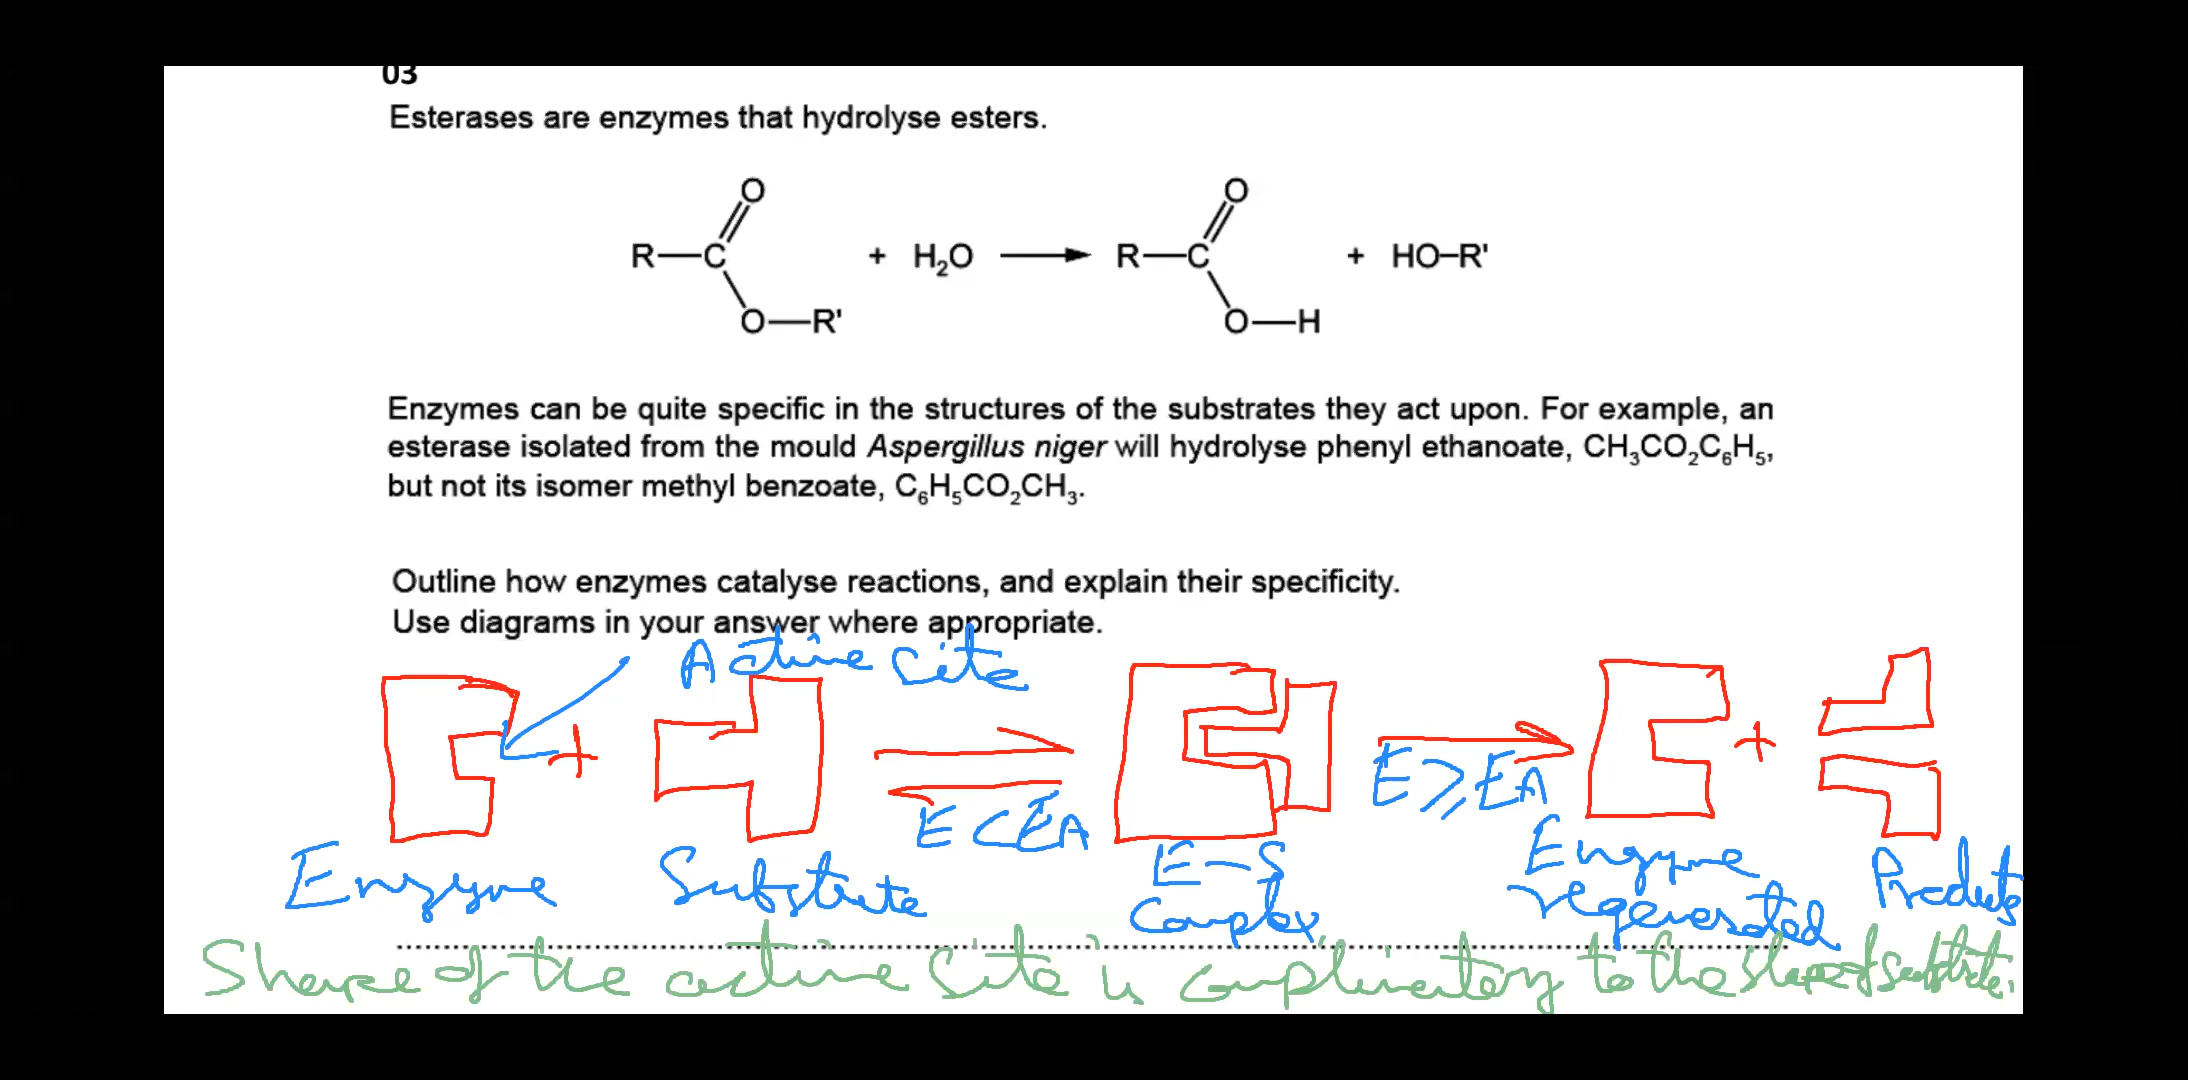 03
Esterases are enzymes that hydrolyse esters.
O O
R—C + H₂O → R—C + HO–R'
O—R' O—H
Enzymes can be quite specific in the structures of the substrates they act upon. For example, an
esterase isolated from the mould Aspergillus niger will hydrolyse phenyl ethanoate, CH₃CO₂C₆H₅,
but not its isomer methyl benzoate, C₆H₅CO₂CH₃.
Outline how enzymes catalyse reactions, and explain their specificity.
Use diagrams in your answer where appropriate.
Active Site
+ ⇌ → +
E < EA E ≥ EA
Enzyme Substrate E-S Complex Enzyme regenerated Products
Shape of the active site is complimentary to the shape of substrate.